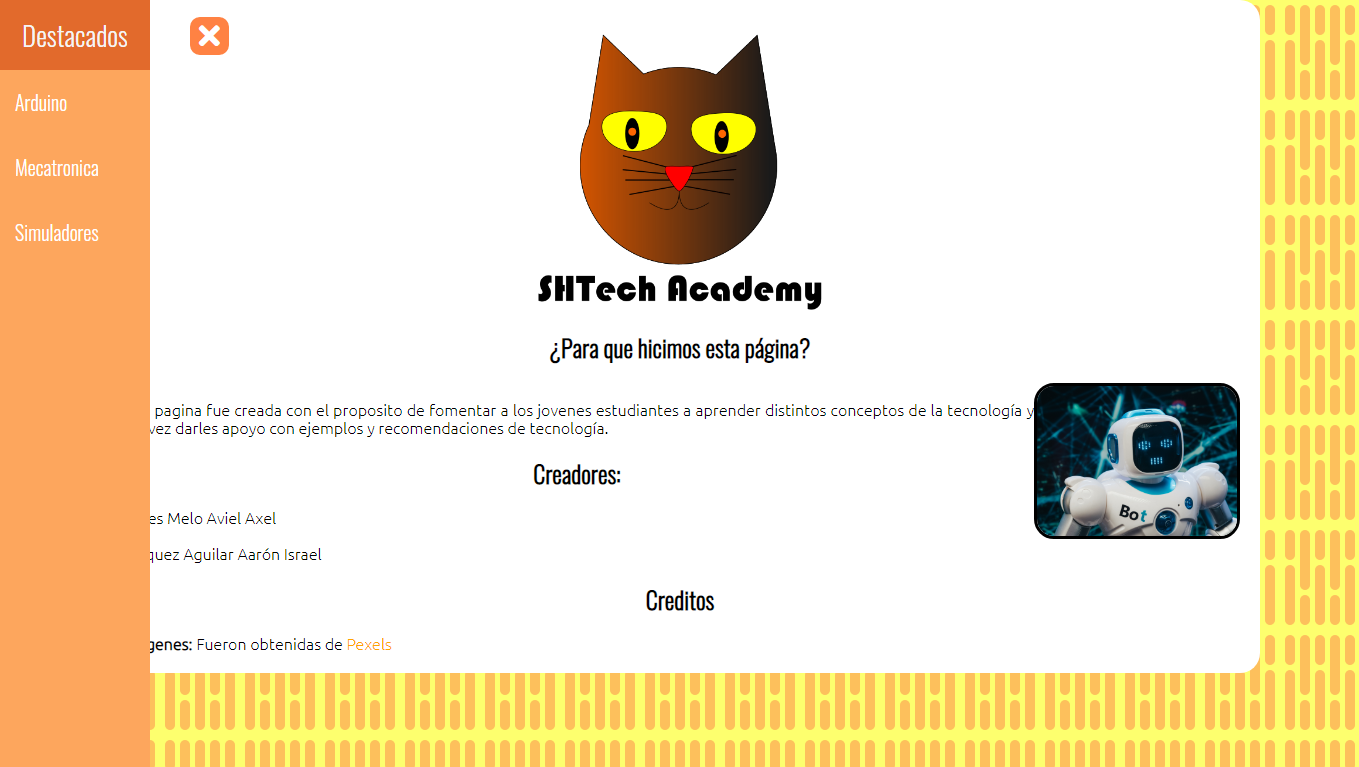 Destacados
Arduino
Mecatronica
Simuladores
SHTech Academy
¿Para que hicimos esta página?
pagina fue creada con el proposito de fomentar a los jovenes estudiantes a aprender distintos conceptos de la tecnología y
vez darles apoyo con ejemplos y recomendaciones de tecnología.
Bot
Creadores:
es Melo Aviel Axel
quez Aguilar Aarón Israel
Creditos
genes: Fueron obtenidas de Pexels